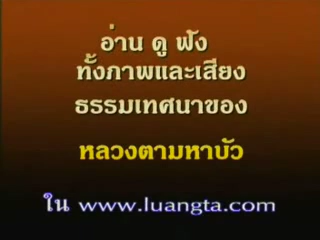 อ่าน ดู ฟัง
ทั้งภาพและเสียง
ธรรมเทศนาของ
หลวงตามหาบัว
ใน www.luangta.com